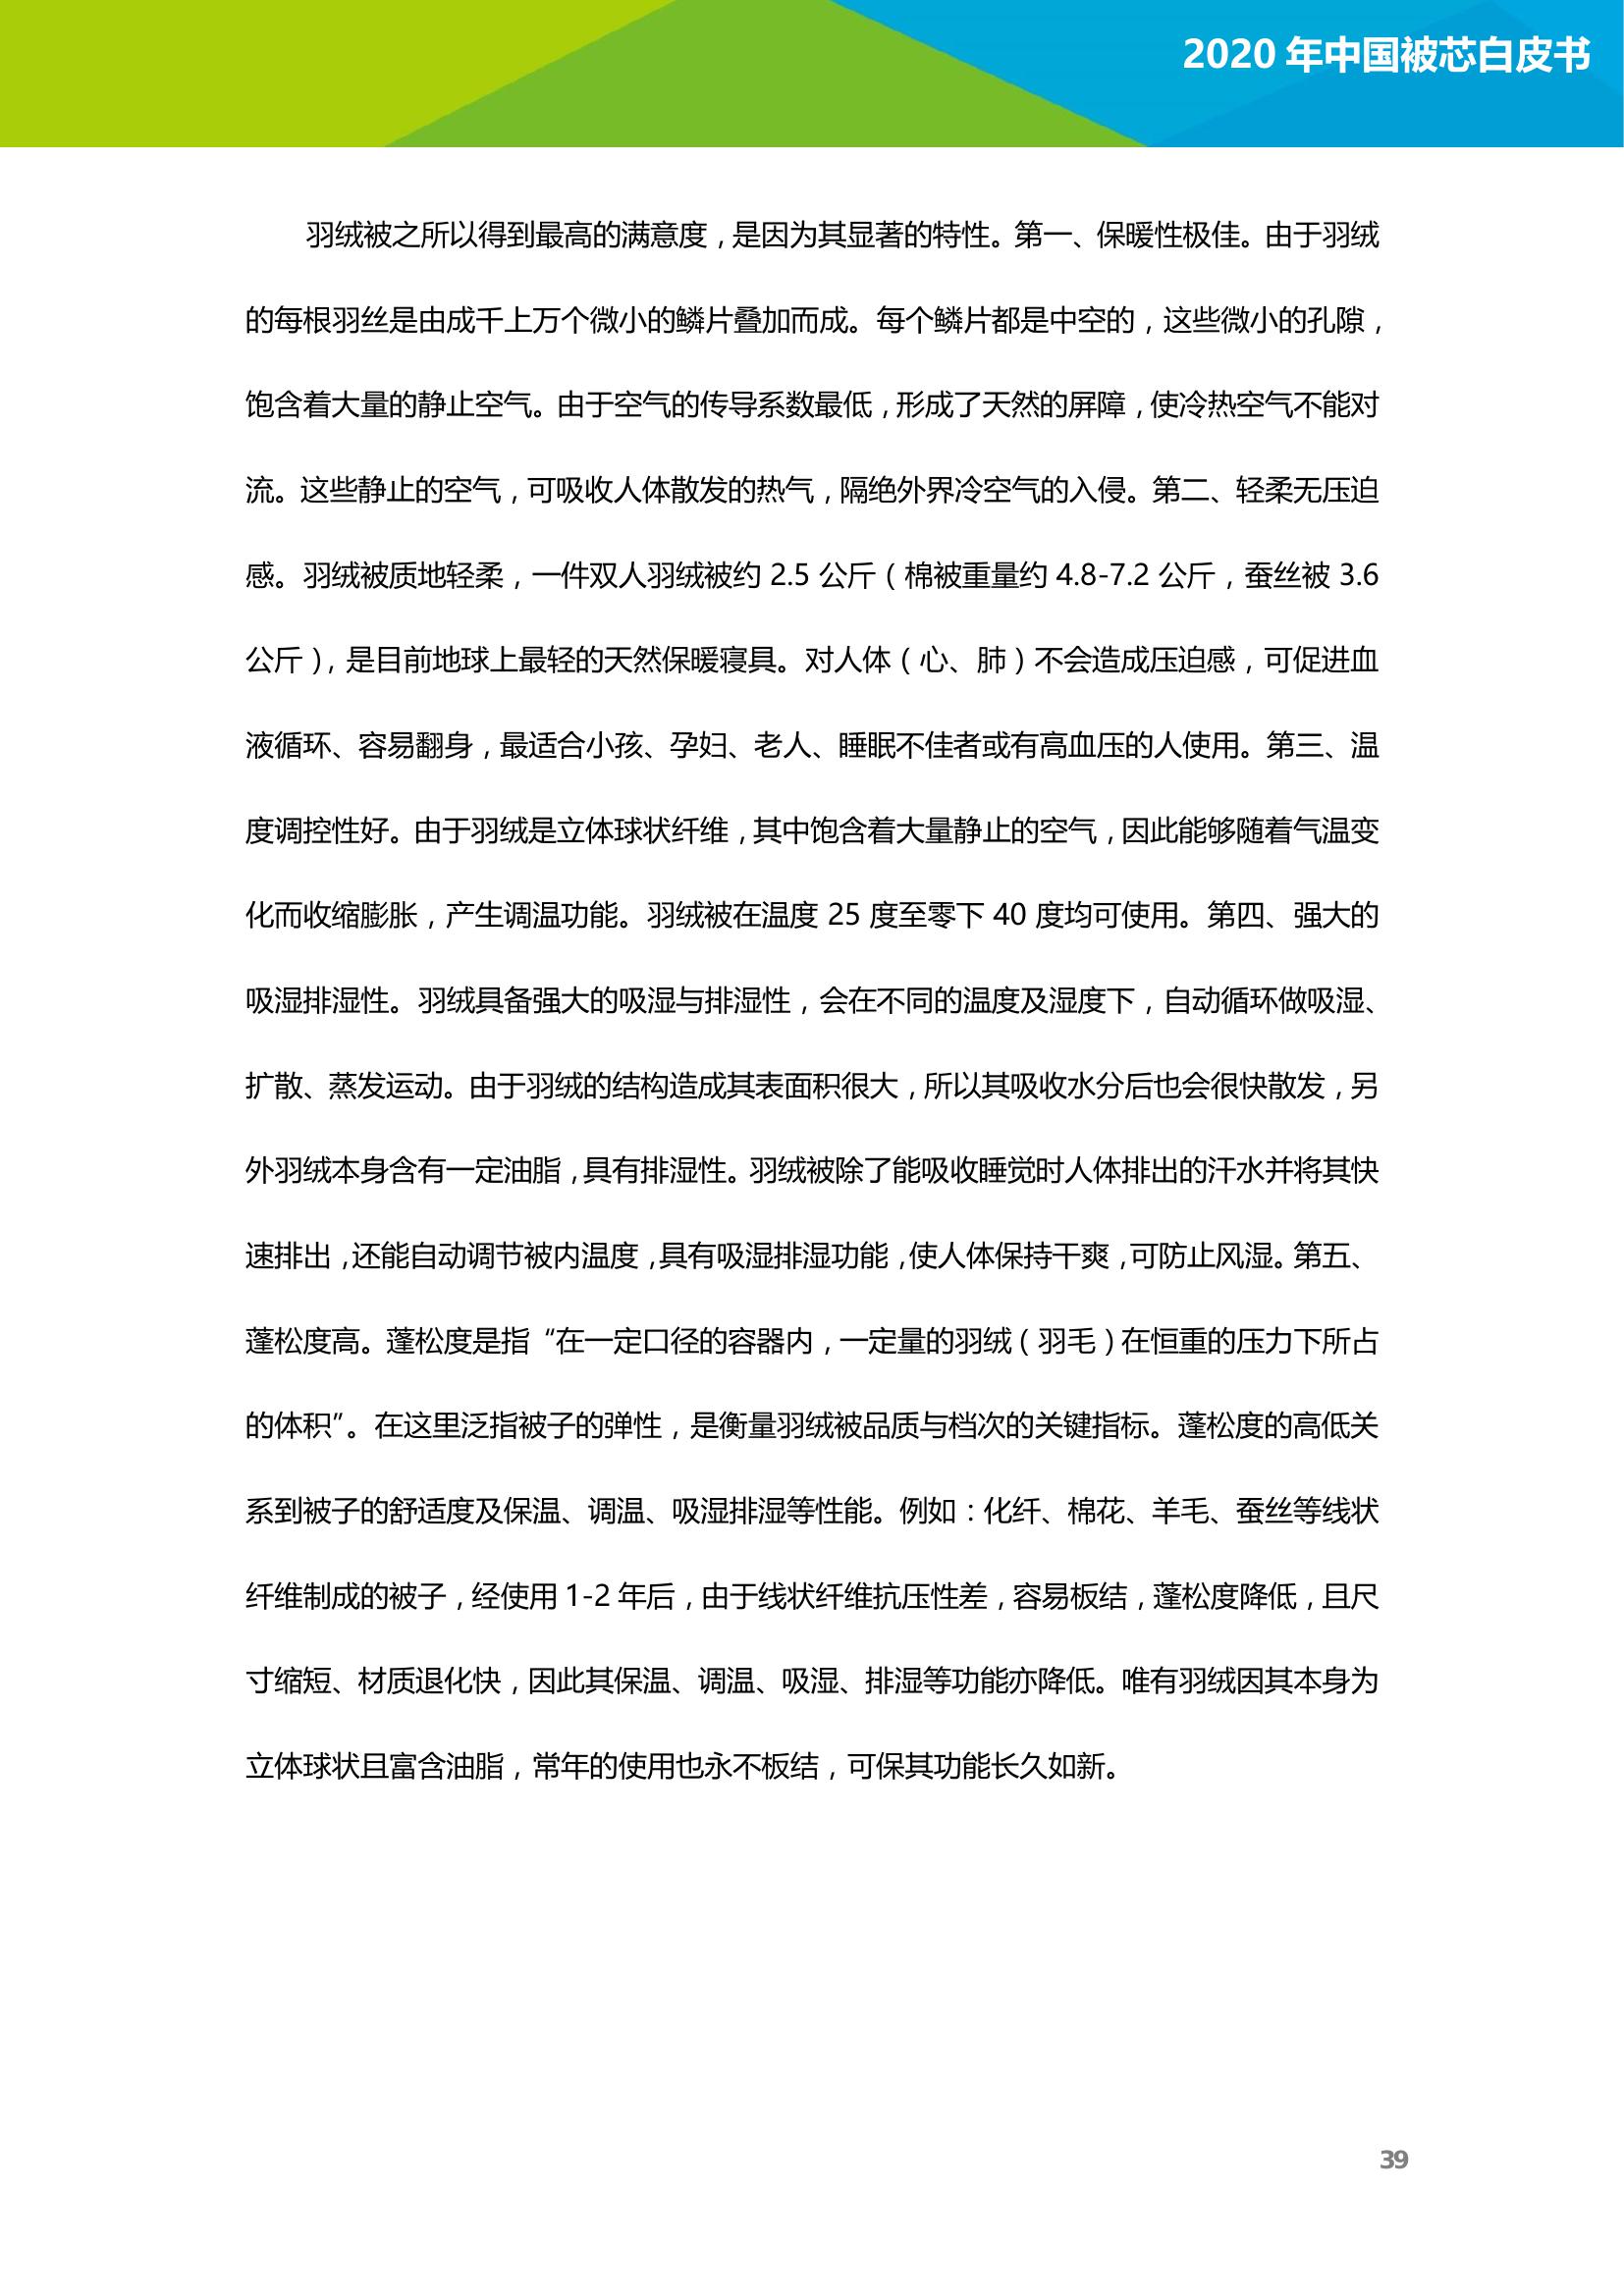 2020 年中国被芯白皮书
羽绒被之所以得到最高的满意度，是因为其显著的特性。第一、保暖性极佳。由于羽绒
的每根羽丝是由成千上万个微小的鳞片叠加而成。每个鳞片都是中空的，这些微小的孔隙，
饱含着大量的静止空气。由于空气的传导系数最低，形成了天然的屏障，使冷热空气不能对
流。这些静止的空气，可吸收人体散发的热气，隔绝外界冷空气的入侵。第二、轻柔无压迫
感。羽绒被质地轻柔，一件双人羽绒被约 2.5 公斤（棉被重量约 4.8-7.2 公斤，蚕丝被 3.6
公斤），是目前地球上最轻的天然保暖寝具。对人体（心、肺）不会造成压迫感，可促进血
液循环、容易翻身，最适合小孩、孕妇、老人、睡眠不佳者或有高血压的人使用。第三、温
度调控性好。由于羽绒是立体球状纤维，其中饱含着大量静止的空气，因此能够随着气温变
化而收缩膨胀，产生调温功能。羽绒被在温度 25 度至零下 40 度均可使用。第四、强大的
吸湿排湿性。羽绒具备强大的吸湿与排湿性，会在不同的温度及湿度下，自动循环做吸湿、
扩散、蒸发运动。由于羽绒的结构造成其表面积很大，所以其吸收水分后也会很快散发，另
外羽绒本身含有一定油脂，具有排湿性。羽绒被除了能吸收睡觉时人体排出的汗水并将其快
速排出，还能自动调节被内温度，具有吸湿排湿功能，使人体保持干爽，可防止风湿。第五、
蓬松度高。蓬松度是指“在一定口径的容器内，一定量的羽绒（羽毛）在恒重的压力下所占
的体积”。在这里泛指被子的弹性，是衡量羽绒被品质与档次的关键指标。蓬松度的高低关
系到被子的舒适度及保温、调温、吸湿排湿等性能。例如：化纤、棉花、羊毛、蚕丝等线状
纤维制成的被子，经使用 1-2 年后，由于线状纤维抗压性差，容易板结，蓬松度降低，且尺
寸缩短、材质退化快，因此其保温、调温、吸湿、排湿等功能亦降低。唯有羽绒因其本身为
立体球状且富含油脂，常年的使用也永不板结，可保其功能长久如新。
39